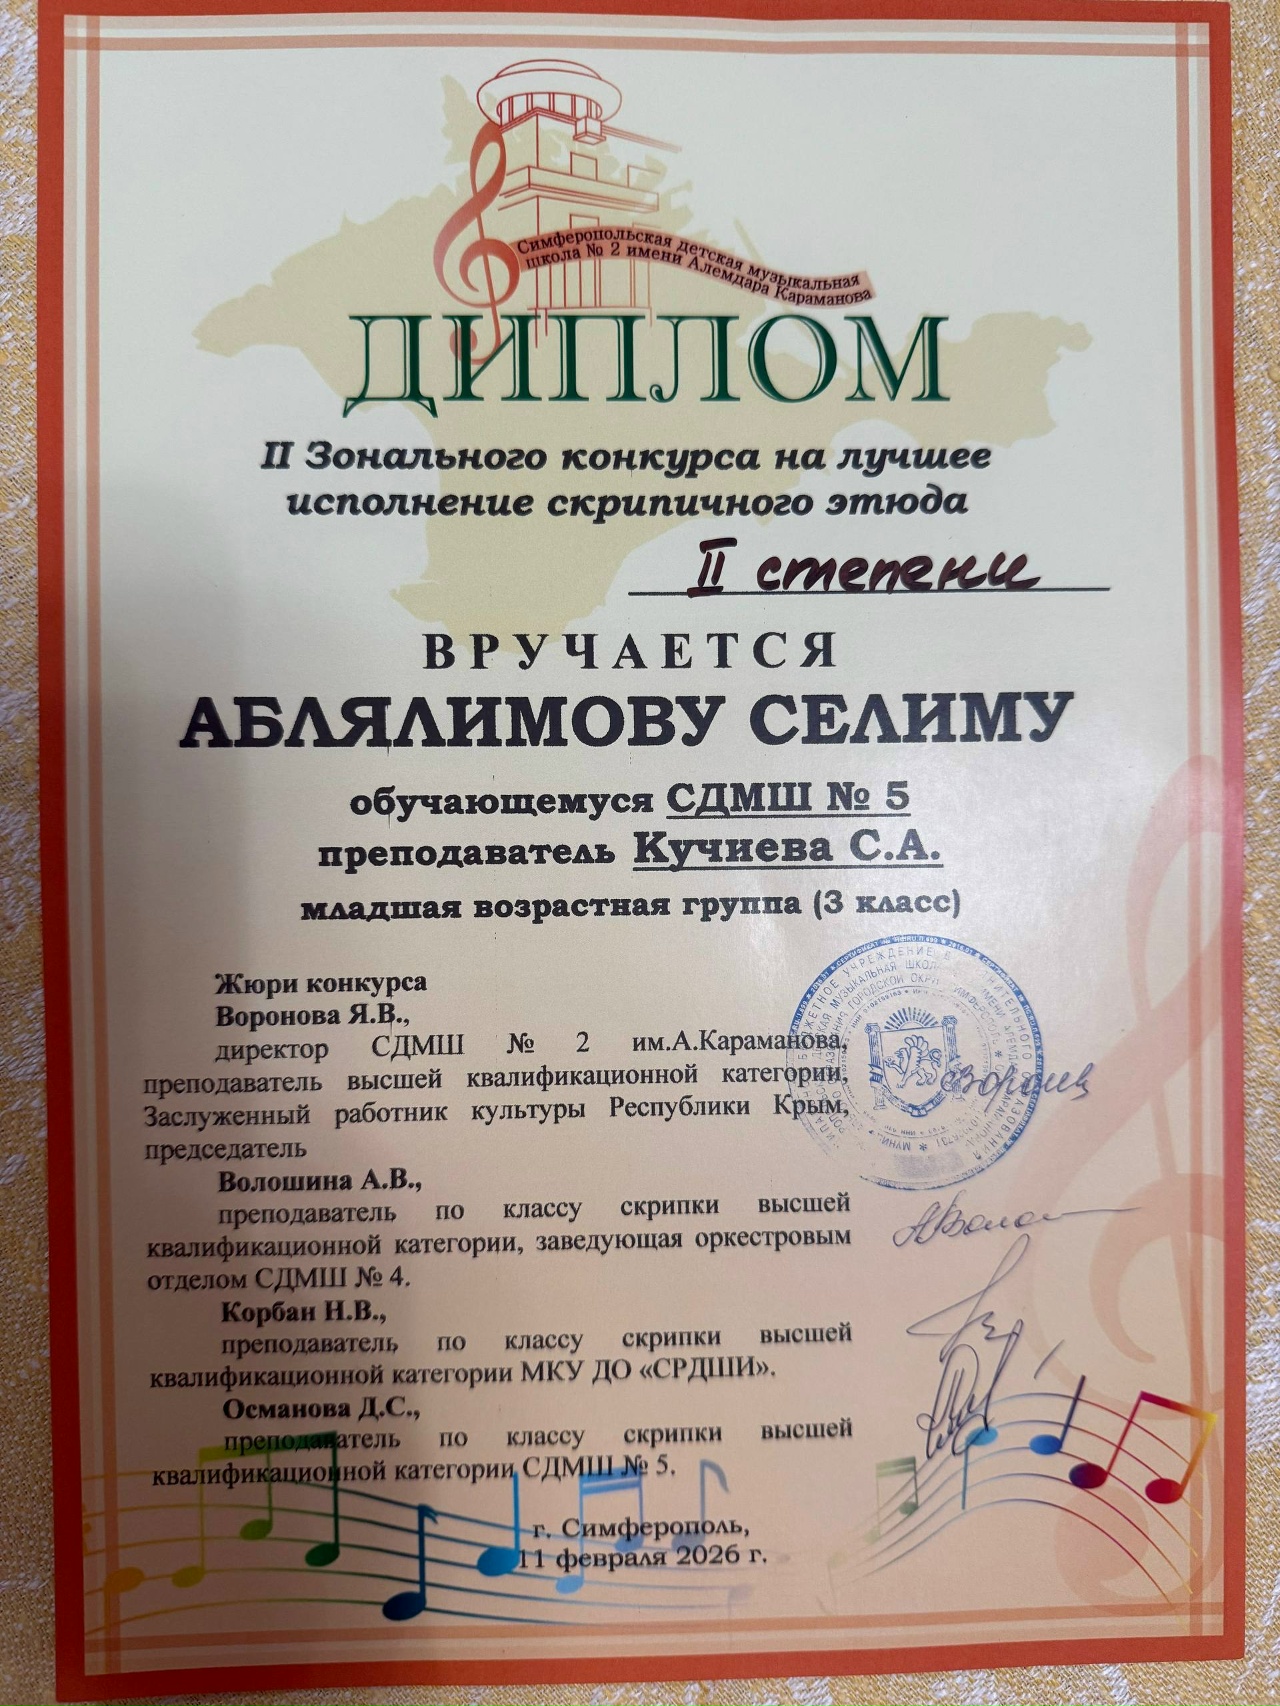 Симферопольская детская музыкальная
школа № 2 имени Алемдара Караманова
ДИПЛОМ
II Зонального конкурса на лучшее
исполнение скрипичного этюда
II степени
ВРУЧАЕТСЯ
АБЛЯЛИМОВУ СЕЛИМУ
обучающемуся СДМШ № 5
преподаватель Кучиева С.А.
младшая возрастная группа (3 класс)
Жюри конкурса
Воронова Я.В.,
директор СДМШ № 2 им.А.Караманова,
преподаватель высшей квалификационной категории,
Заслуженный работник культуры Республики Крым,
председатель
Волошина А.В.,
преподаватель по классу скрипки высшей
квалификационной категории, заведующая оркестровым
отделом СДМШ № 4.
Корбан Н.В.,
преподаватель по классу скрипки высшей
квалификационной категории МКУ ДО «СРДШИ».
Османова Д.С.,
преподаватель по классу скрипки высшей
квалификационной категории СДМШ № 5.
г. Симферополь,
11 февраля 2026 г.